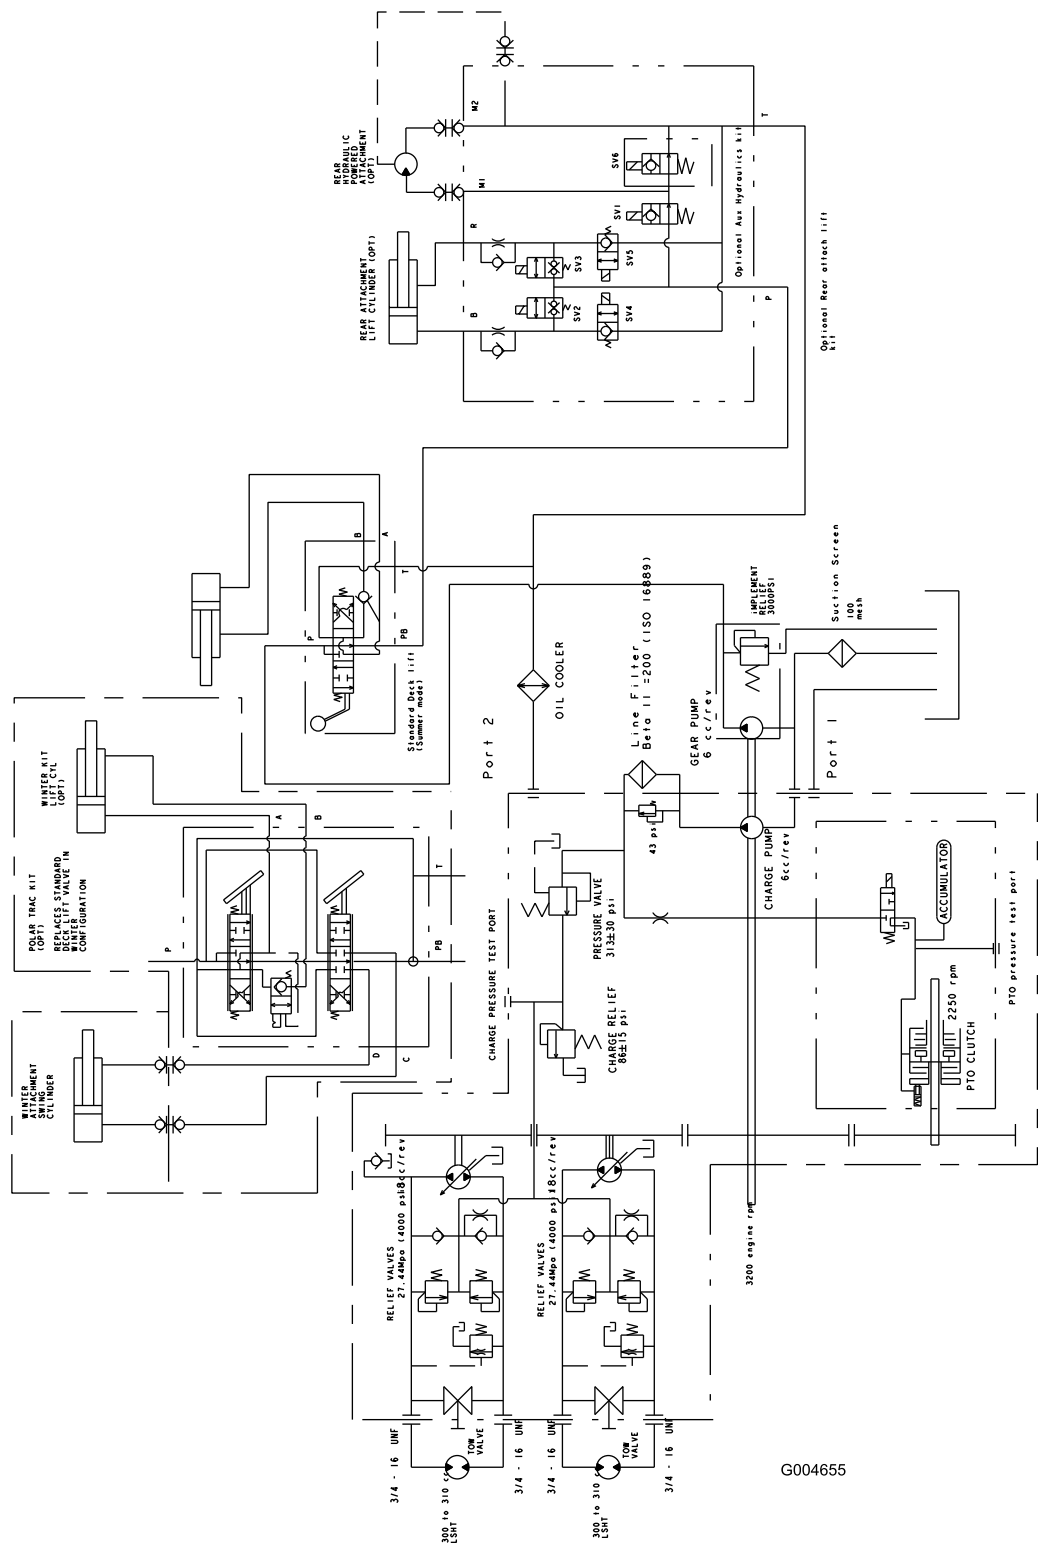 REAR
HYDRAULIC
POWERED
ATTACHMENT
(OPT)
M2
M1
T
SV6
SV1
R
REAR ATTACHMENT
LIFT CYLINDER (OPT)
SV3
SV5
SV2
SV4
B
P
Optional Aux Hydraulics kit
Optional Rear attach lift
kit
B
A
T
P
PB
Standard Deck lift
(Summer mode)
WINTER KIT
LIFT CYL
(OPT)
POLAR TRAC KIT
(OPT)
REPLACES STANDARD
DECK LIFT VALVE IN
WINTER
CONFIGURATION
A
B
T
P
PB
D
C
WINTER
ATTACHMENT
SWING
CYLINDER
Port 2
OIL COOLER
Line Filter
Beta 11 =200 (ISO 16889)
43 psi
GEAR PUMP
6 cc/rev
IMPLEMENT
RELIEF
3000PSI
Suction Screen
100
mesh
Port 1
CHARGE PUMP
6cc/rev
PRESSURE VALVE
313±30 psi
CHARGE PRESSURE TEST PORT
CHARGE RELIEF
86±15 psi
ACCUMULATOR
PTO pressure test port
2250 rpm
PTO CLUTCH
3200 engine rpm
RELIEF VALVES
27.44Mpa (4000 psi)
18cc/rev
RELIEF VALVES
27.44Mpa (4000 psi)
18cc/rev
3/4 - 16 UNF
TOW
VALVE
3/4 - 16 UNF
300 to 310 cc
LSHT
3/4 - 16 UNF
TOW
VALVE
3/4 - 16 UNF
300 to 310 c
LSHT
G004655